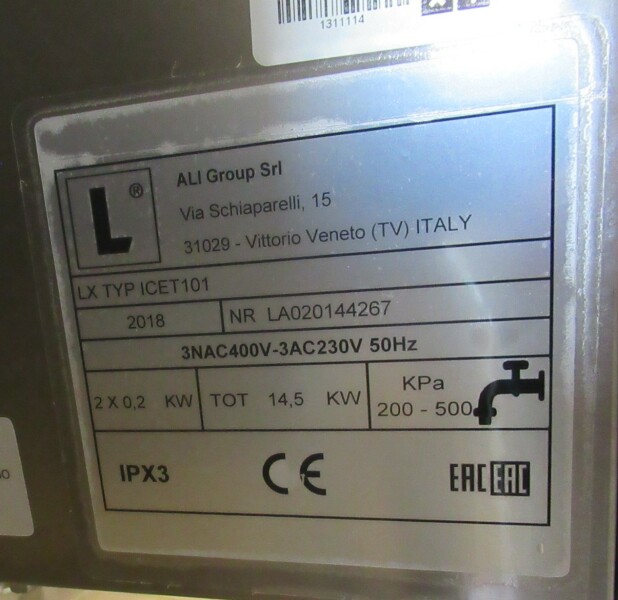 1311114
L®
ALI Group Srl
Via Schiaparelli, 15
31029 - Vittorio Veneto (TV) ITALY
LX TYP ICET101
2018 NR LA020144267
3NAC400V-3AC230V 50Hz
2 X 0,2 KW TOT 14,5 KW KPa
200 - 500
IPX3 CE EAC EAC